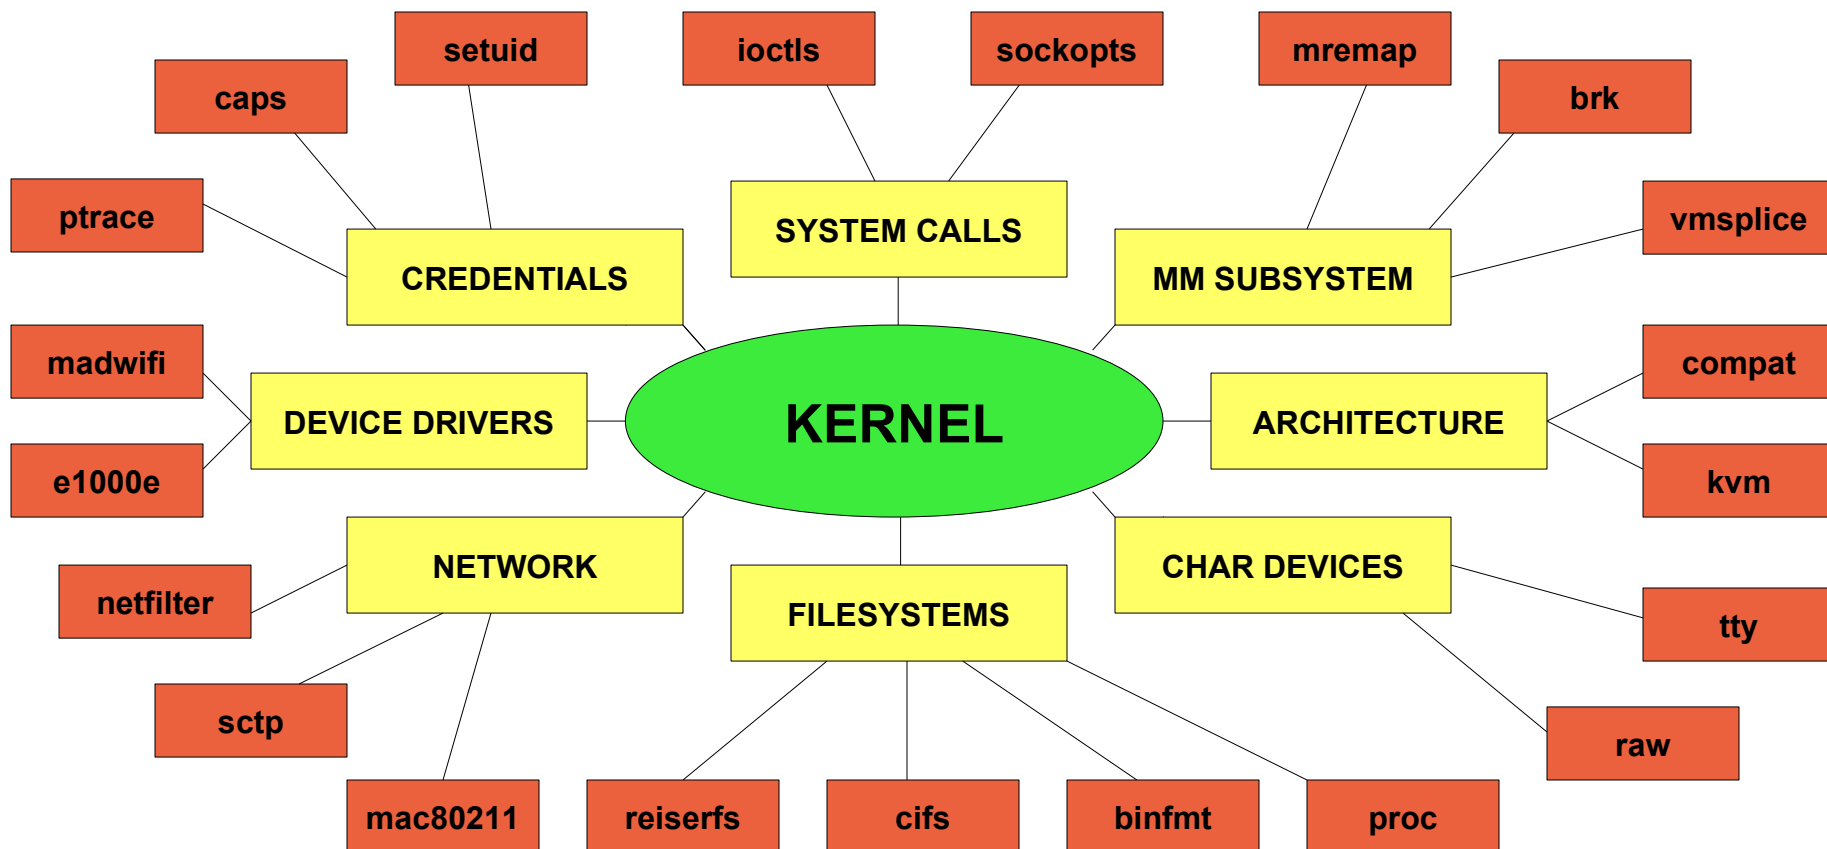 setuid
ioctls
sockopts
mremap
caps
brk
ptrace
SYSTEM CALLS
vmsplice
CREDENTIALS
MM SUBSYSTEM
madwifi
compat
DEVICE DRIVERS
KERNEL
ARCHITECTURE
e1000e
kvm
NETWORK
CHAR DEVICES
netfilter
FILESYSTEMS
tty
sctp
raw
mac80211
reiserfs
cifs
binfmt
proc